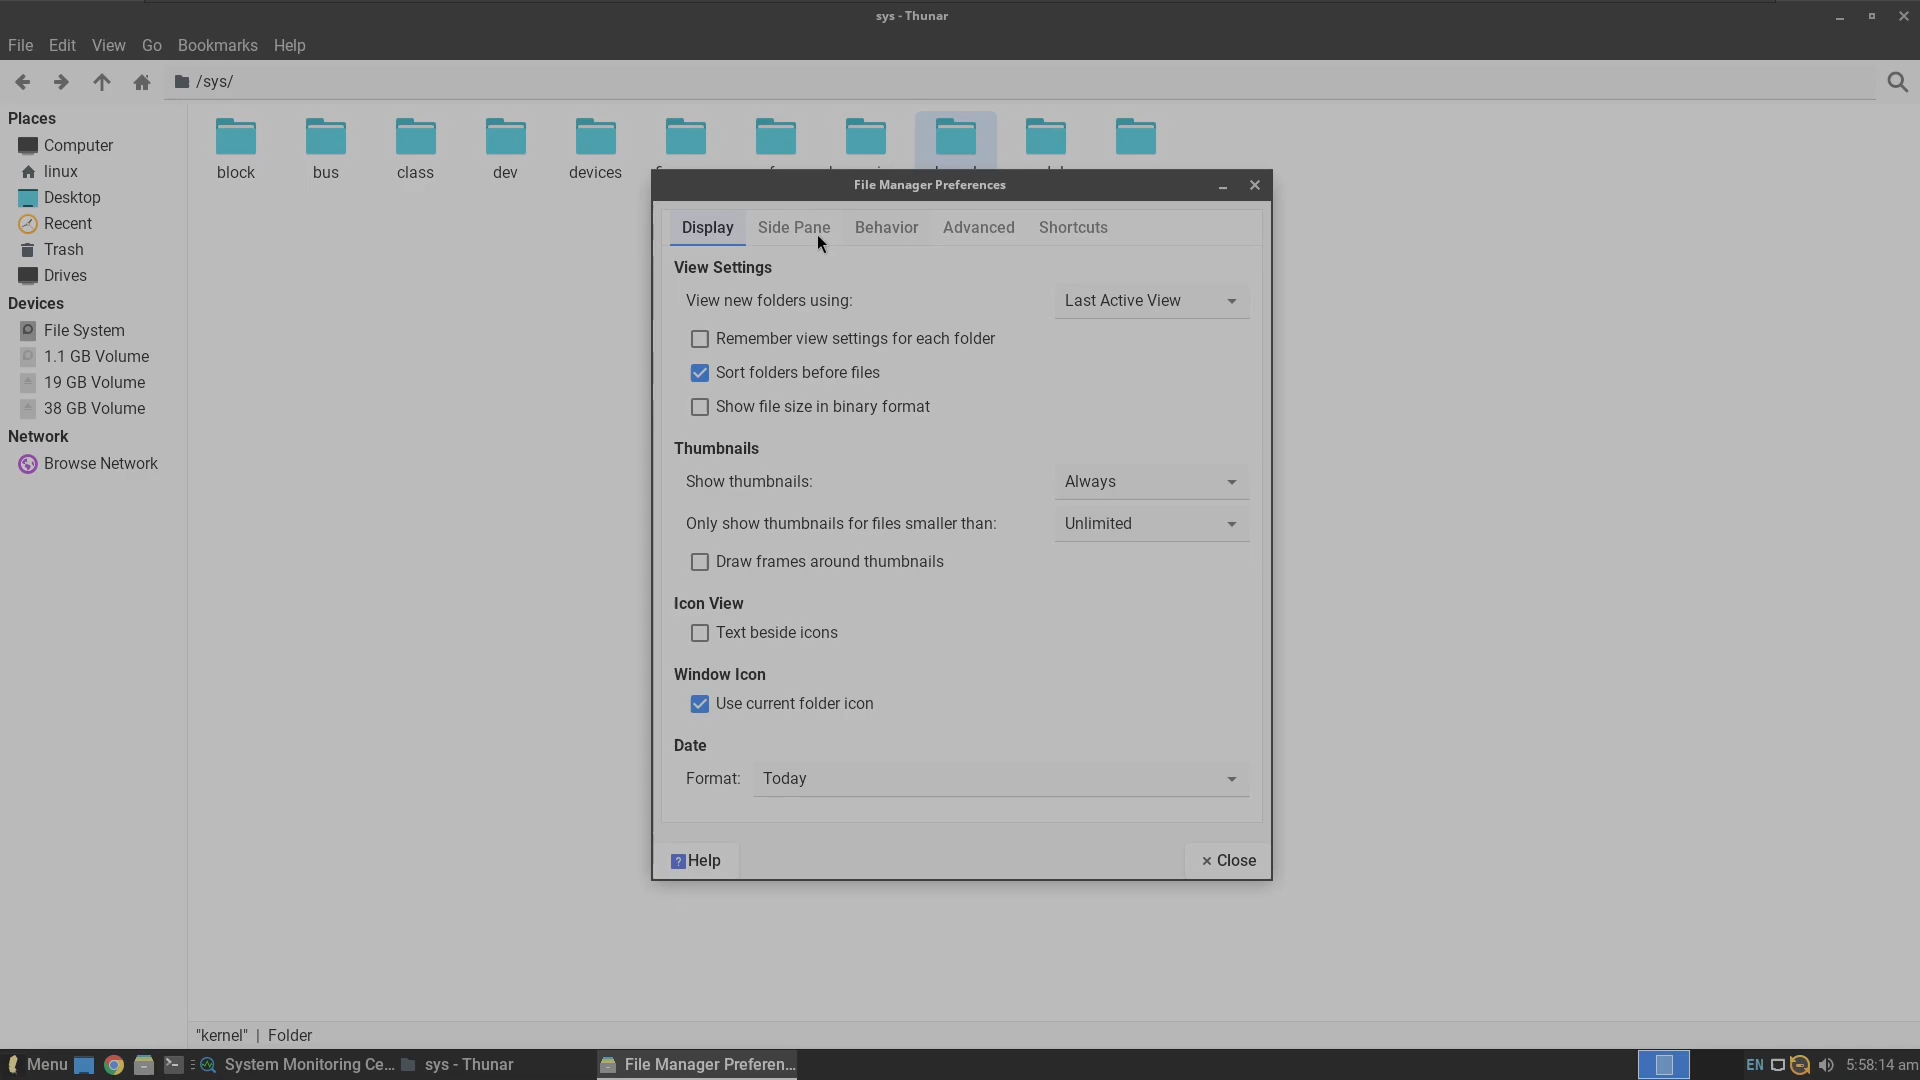 sys - Thunar
File Edit View Go Bookmarks Help
/sys/
Places
Computer
linux
Desktop
Recent
Trash
Drives
Devices
File System
1.1 GB Volume
19 GB Volume
38 GB Volume
Network
Browse Network
block bus class dev devices
File Manager Preferences
Display Side Pane Behavior Advanced Shortcuts
View Settings
View new folders using: Last Active View
Remember view settings for each folder
Sort folders before files
Show file size in binary format
Thumbnails
Show thumbnails: Always
Only show thumbnails for files smaller than: Unlimited
Draw frames around thumbnails
Icon View
Text beside icons
Window Icon
Use current folder icon
Date
Format: Today
? Help × Close
"kernel" | Folder
Menu System Monitoring Ce... sys - Thunar File Manager Preferen... EN 5:58:14 am